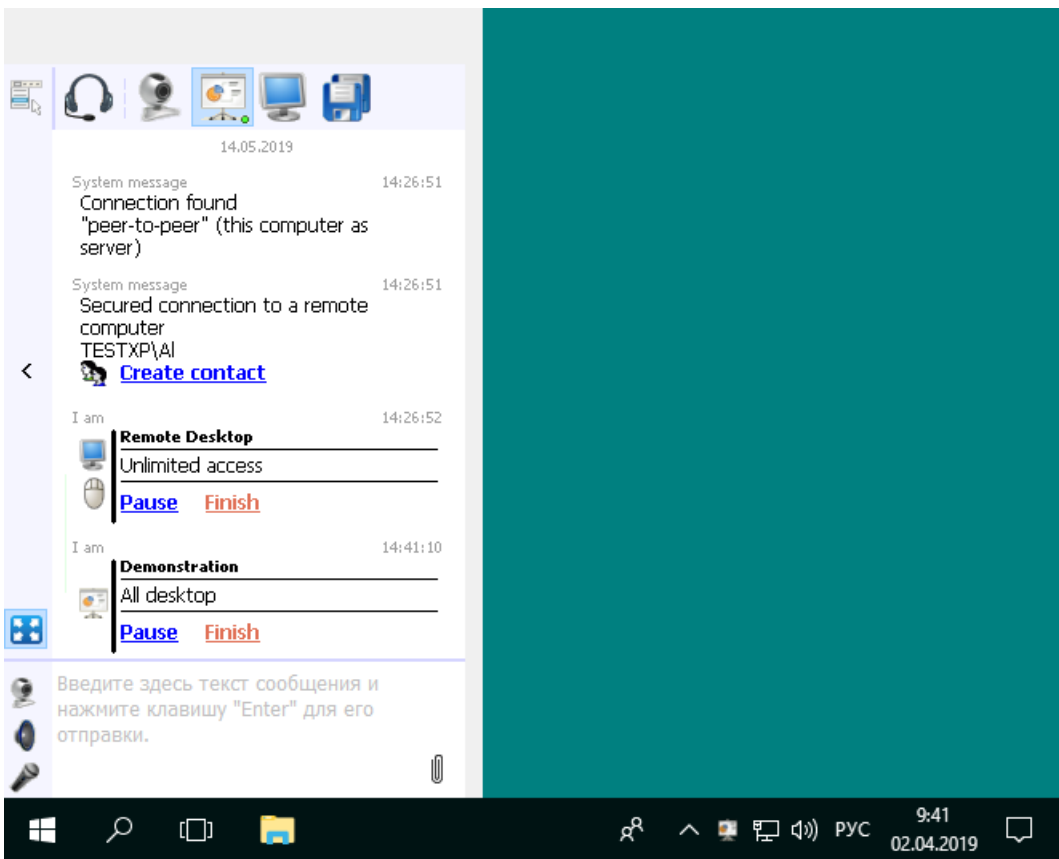 14.05.2019
System message 14:26:51
Connection found
"peer-to-peer" (this computer as
server)
System message 14:26:51
Secured connection to a remote
computer
TESTXP\Al
Create contact
I am 14:26:52
Remote Desktop
Unlimited access
Pause Finish
I am 14:41:10
Demonstration
All desktop
Pause Finish
Введите здесь текст сообщения и
нажмите клавишу "Enter" для его
отправки.
РУС
9:41
02.04.2019